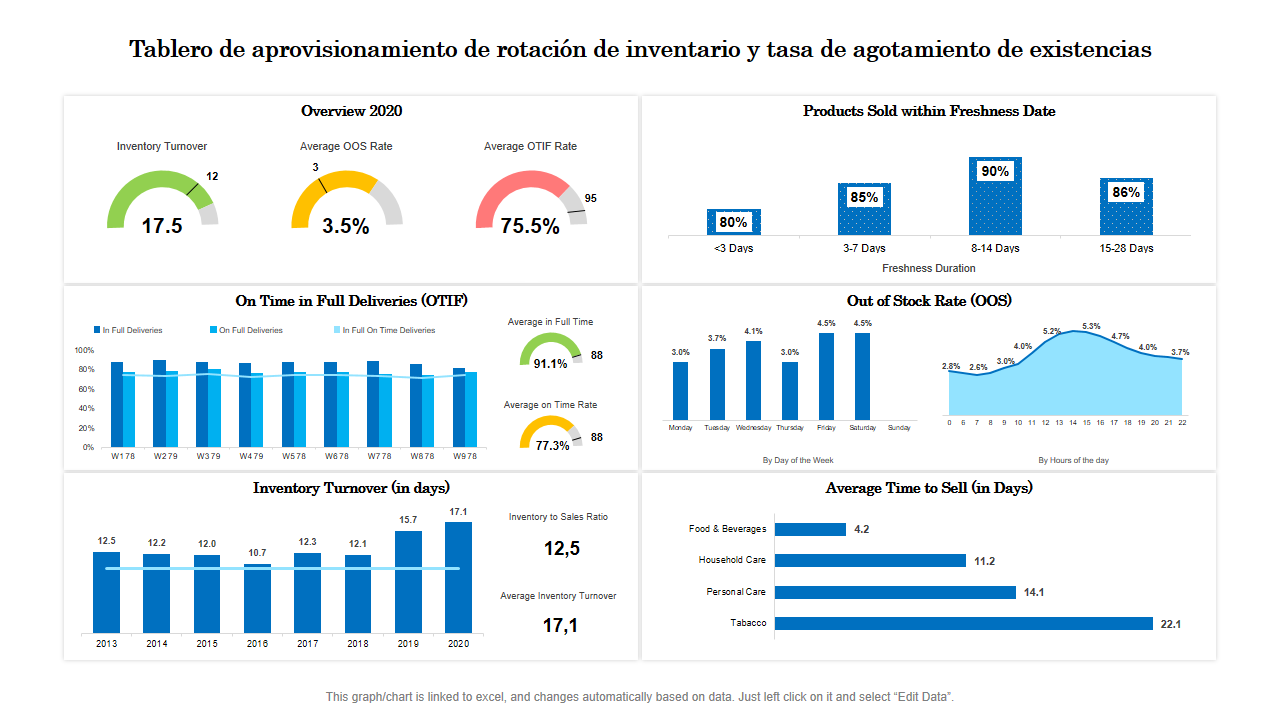 Tablero de aprovisionamiento de rotación de inventario y tasa de agotamiento de existencias
Overview 2020
Inventory Turnover
12
17.5
Average OOS Rate
3
3.5%
Average OTIF Rate
95
75.5%
Products Sold within Freshness Date
80%
85%
90%
86%
<3 Days
3-7 Days
8-14 Days
15-28 Days
Freshness Duration
On Time in Full Deliveries (OTIF)
In Full Deliveries
On Full Deliveries
In Full On Time Deliveries
100%
80%
60%
40%
20%
0%
W178
W279
W379
W479
W578
W678
W778
W878
W978
Average in Full Time
88
91.1%
Average on Time Rate
88
77.3%
Out of Stock Rate (OOS)
3.0%
3.7%
4.1%
3.0%
4.5%
4.5%
Monday
Tuesday
Wednesday
Thursday
Friday
Saturday
Sunday
By Day of the Week
2.8%
2.6%
3.0%
4.0%
5.2%
5.3%
4.7%
4.0%
3.7%
0 6 7 8 9 10 11 12 13 14 15 16 17 18 19 20 21 22
By Hours of the day
Inventory Turnover (in days)
12.5
12.2
12.0
10.7
12.3
12.1
15.7
17.1
2013
2014
2015
2016
2017
2018
2019
2020
Inventory to Sales Ratio
12,5
Average Inventory Turnover
17,1
Average Time to Sell (in Days)
Food & Beverages
4.2
Household Care
11.2
Personal Care
14.1
Tabacco
22.1
This graph/chart is linked to excel, and changes automatically based on data. Just left click on it and select “Edit Data”.